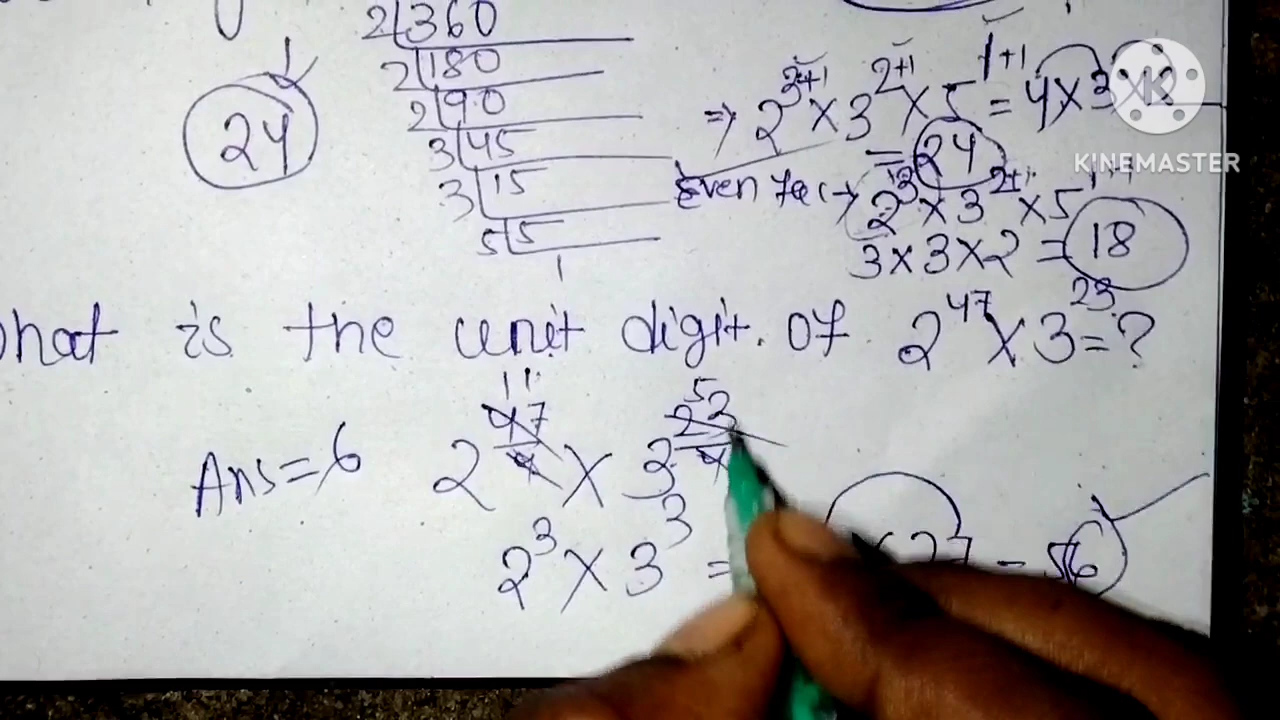 2 360
2 180
2 90
3 45
3 15
5 5
1
24
⇒ 2^3+1 × 3^2+1 × 5^1+1 = 4 × 3 ×
= 24
KINEMASTER
Even Fac → 2^3 × 3^2+1 × 5^1+1
3 × 3 × 2 = 18
hat is the unit digit. Of 2^47 × 3^23 = ?
11 5
Ans = 6 2^47/4 × 3^23/4
2^3 × 3^3 = 27 = 56